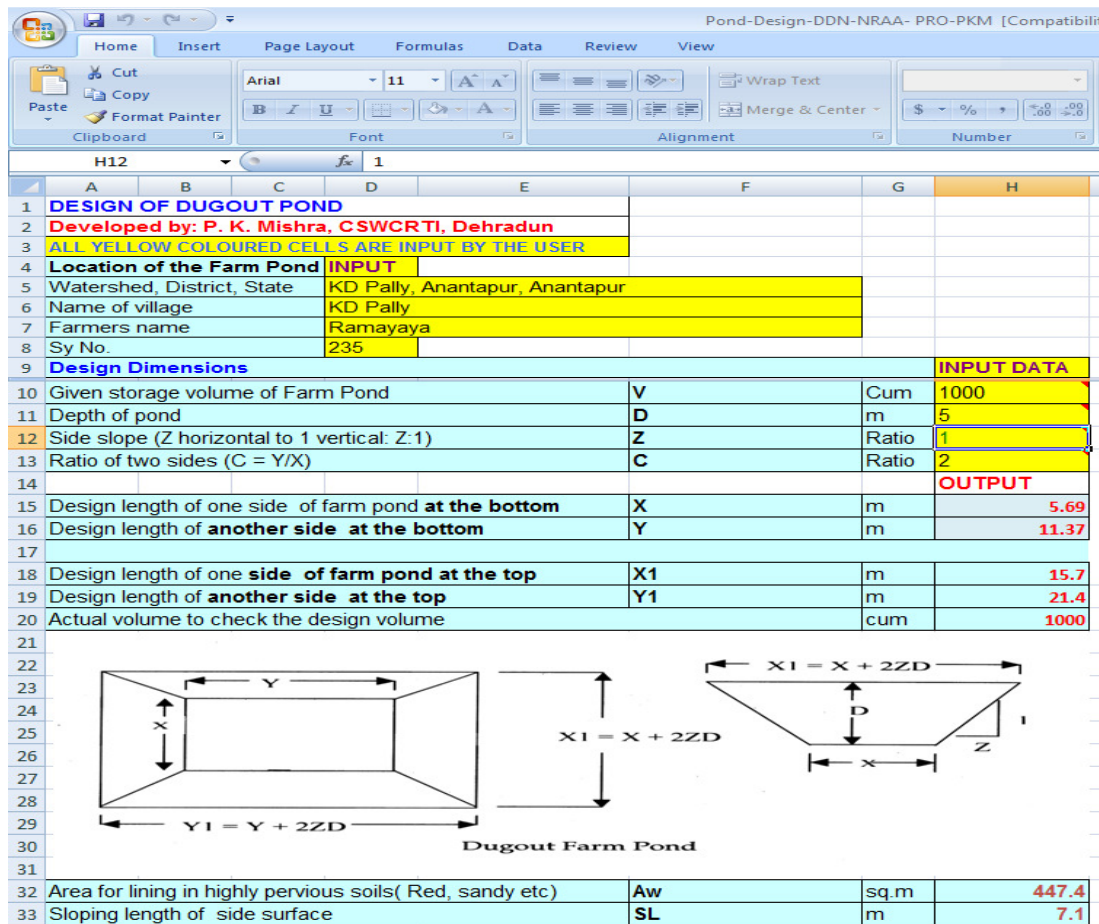 Pond-Design-DDN-NRAA- PRO-PKM [Compatibili
Home Insert Page Layout Formulas Data Review View
Cut
Copy
Format Painter
Paste
Arial 11 A A
B I U A
Wrap Text
Merge & Center
$ % , .0 .00 .00 .0
Clipboard Font Alignment Number
H12 fx 1
A B C D E F G H
1 DESIGN OF DUGOUT POND
2 Developed by: P. K. Mishra, CSWCRTI, Dehradun
3 ALL YELLOW COLOURED CELLS ARE INPUT BY THE USER
4 Location of the Farm Pond INPUT
5 Watershed, District, State KD Pally, Anantapur, Anantapur
6 Name of village KD Pally
7 Farmers name Ramayaya
8 Sy No. 235
9 Design Dimensions INPUT DATA
10 Given storage volume of Farm Pond V Cum 1000
11 Depth of pond D m 5
12 Side slope (Z horizontal to 1 vertical: Z:1) Z Ratio 1
13 Ratio of two sides (C = Y/X) C Ratio 2
14 OUTPUT
15 Design length of one side of farm pond at the bottom X m 5.69
16 Design length of another side at the bottom Y m 11.37
17
18 Design length of one side of farm pond at the top X1 m 15.7
19 Design length of another side at the top Y1 m 21.4
20 Actual volume to check the design volume cum 1000
21
22 X1 = X + 2ZD
23 Y
24 X D 1
25 X1 = X + 2ZD Z
26 X
27
28
29 Y1 = Y + 2ZD
30 Dugout Farm Pond
31
32 Area for lining in highly pervious soils( Red, sandy etc) Aw sq.m 447.4
33 Sloping length of side surface SL m 7.1